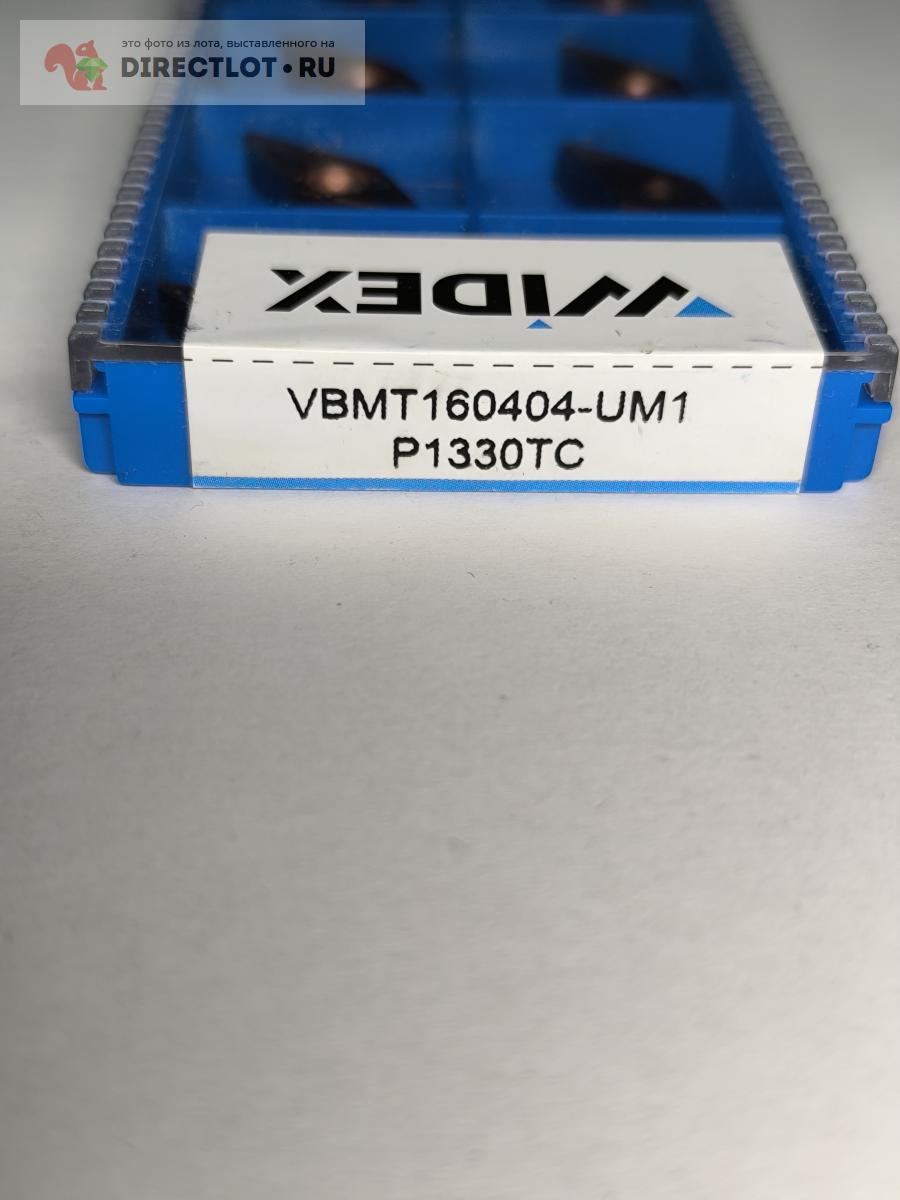 это фото из лота, выставленного на
DIRECTLOT•RU
WIDEX
VBMT160404-UM1
P1330TC